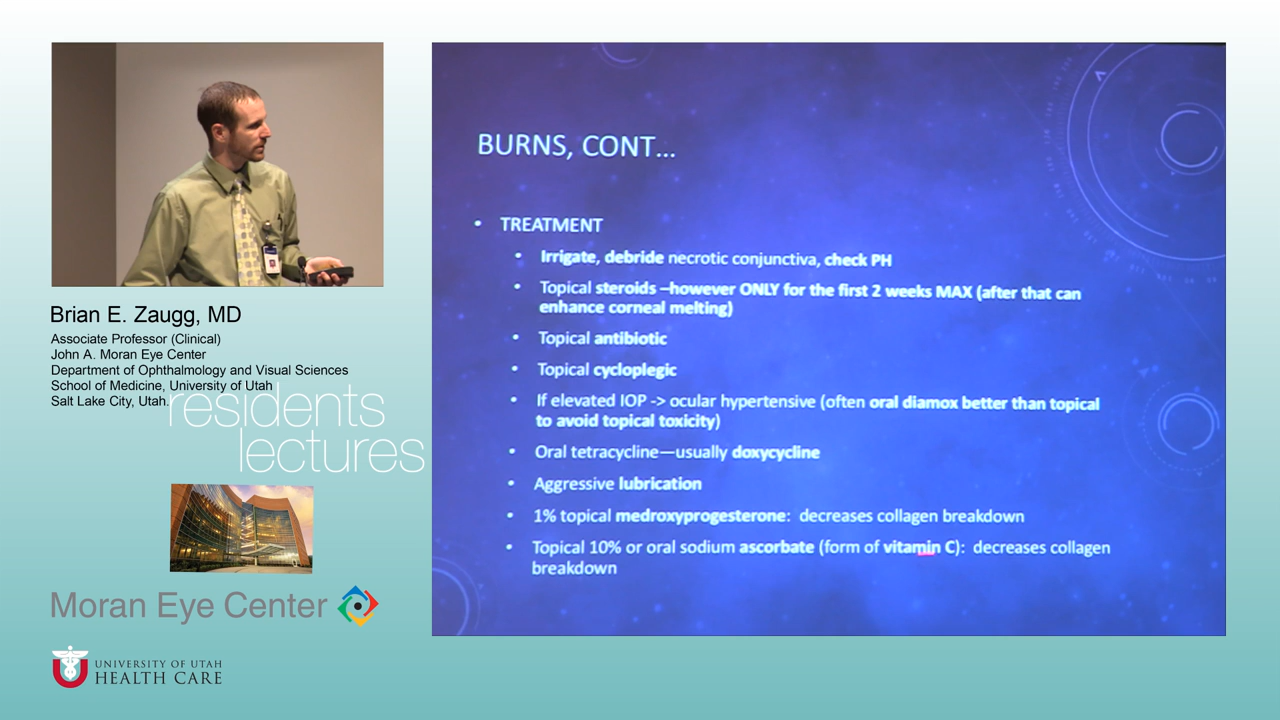 Brian E. Zaugg, MD
Associate Professor (Clinical)
John A. Moran Eye Center
Department of Ophthalmology and Visual Sciences
School of Medicine, University of Utah
Salt Lake City, Utah.
residents
lectures
Moran Eye Center
UNIVERSITY OF UTAH
HEALTH CARE
BURNS, CONT...
• TREATMENT
• Irrigate, debride necrotic conjunctiva, check PH
• Topical steroids –however ONLY for the first 2 weeks MAX (after that can
enhance corneal melting)
• Topical antibiotic
• Topical cycloplegic
• If elevated IOP -> ocular hypertensive (often oral diamox better than topical
to avoid topical toxicity)
• Oral tetracycline—usually doxycycline
• Aggressive lubrication
• 1% topical medroxyprogesterone: decreases collagen breakdown
• Topical 10% or oral sodium ascorbate (form of vitamin C): decreases collagen
breakdown